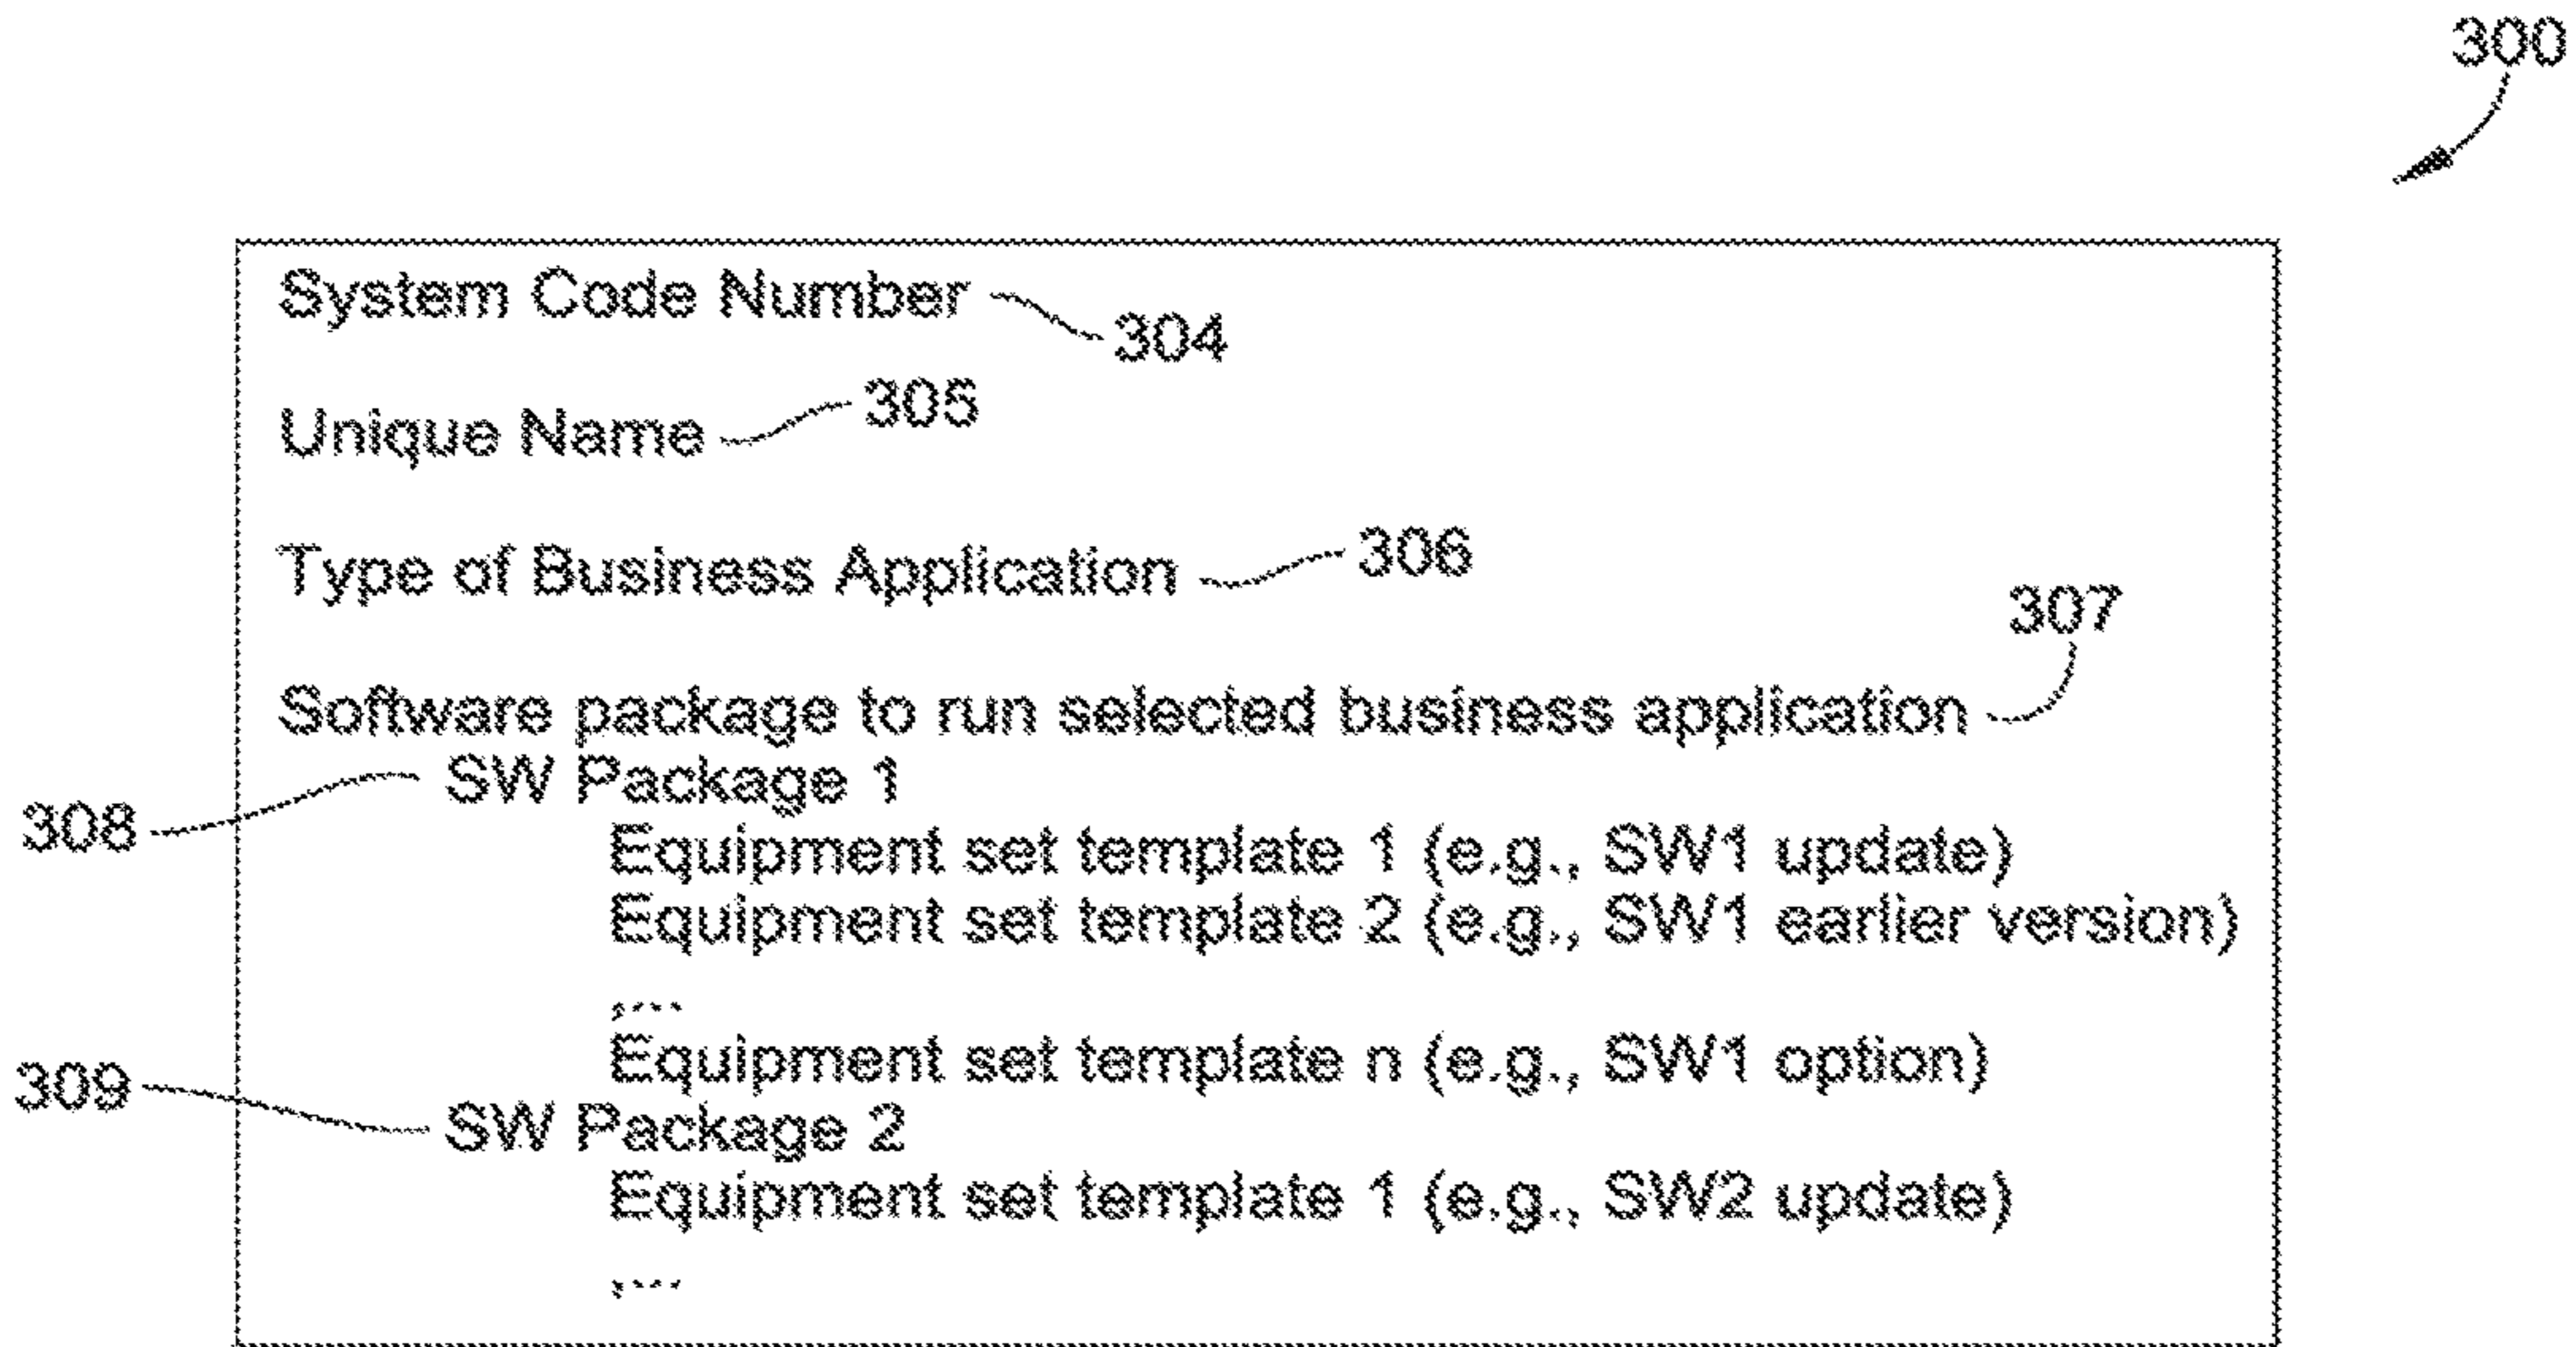 300
System Code Number 304
Unique Name 305
Type of Business Application 306
307
Software package to run selected business application
308 SW Package 1
Equipment set template 1 (e.g., SW1 update)
Equipment set template 2 (e.g., SW1 earlier version)
,...
Equipment set template n (e.g., SW1 option)
309 SW Package 2
Equipment set template 1 (e.g., SW2 update)
,...